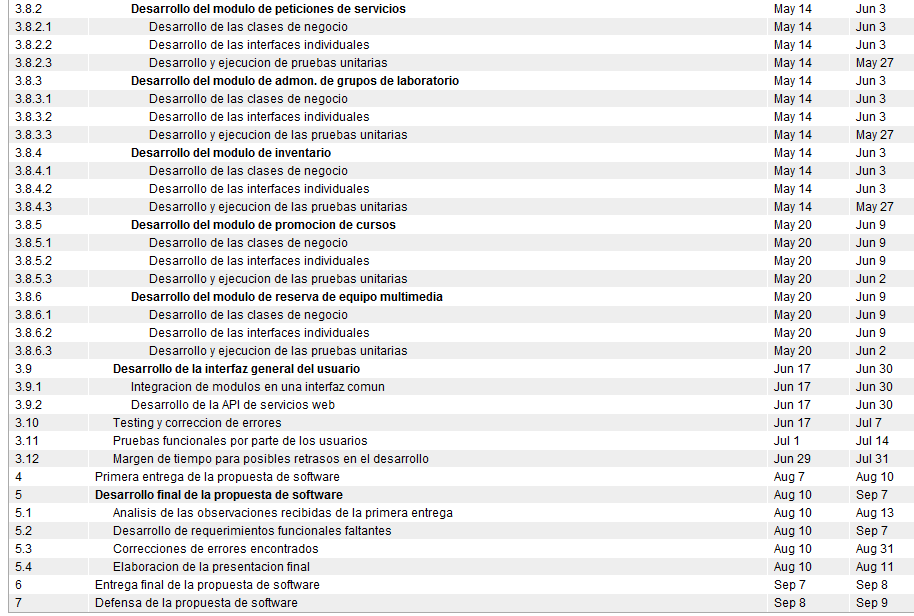 3.8.2 Desarrollo del modulo de peticiones de servicios May 14 Jun 3
3.8.2.1 Desarrollo de las clases de negocio May 14 Jun 3
3.8.2.2 Desarrollo de las interfaces individuales May 14 Jun 3
3.8.2.3 Desarrollo y ejecucion de pruebas unitarias May 14 May 27
3.8.3 Desarrollo del modulo de admon. de grupos de laboratorio May 14 Jun 3
3.8.3.1 Desarrollo de las clases de negocio May 14 Jun 3
3.8.3.2 Desarrollo de las interfaces individuales May 14 Jun 3
3.8.3.3 Desarrollo y ejecucion de las pruebas unitarias May 14 May 27
3.8.4 Desarrollo del modulo de inventario May 14 Jun 3
3.8.4.1 Desarrollo de las clases de negocio May 14 Jun 3
3.8.4.2 Desarrollo de las interfaces individuales May 14 Jun 3
3.8.4.3 Desarrollo y ejecucion de las pruebas unitarias May 14 May 27
3.8.5 Desarrollo del modulo de promocion de cursos May 20 Jun 9
3.8.5.1 Desarrollo de las clases de negocio May 20 Jun 9
3.8.5.2 Desarrollo de las interfaces individuales May 20 Jun 9
3.8.5.3 Desarrollo y ejecucion de las pruebas unitarias May 20 Jun 2
3.8.6 Desarrollo del modulo de reserva de equipo multimedia May 20 Jun 9
3.8.6.1 Desarrollo de las clases de negocio May 20 Jun 9
3.8.6.2 Desarrollo de las interfaces individuales May 20 Jun 9
3.8.6.3 Desarrollo y ejecucion de las pruebas unitarias May 20 Jun 2
3.9 Desarrollo de la interfaz general del usuario Jun 17 Jun 30
3.9.1 Integracion de modulos en una interfaz comun Jun 17 Jun 30
3.9.2 Desarrollo de la API de servicios web Jun 17 Jun 30
3.10 Testing y correccion de errores Jun 17 Jul 7
3.11 Pruebas funcionales por parte de los usuarios Jul 1 Jul 14
3.12 Margen de tiempo para posibles retrasos en el desarrollo Jun 29 Jul 31
4 Primera entrega de la propuesta de software Aug 7 Aug 10
5 Desarrollo final de la propuesta de software Aug 10 Sep 7
5.1 Analisis de las observaciones recibidas de la primera entrega Aug 10 Aug 13
5.2 Desarrollo de requerimientos funcionales faltantes Aug 10 Sep 7
5.3 Correcciones de errores encontrados Aug 10 Aug 31
5.4 Elaboracion de la presentacion final Aug 10 Aug 11
6 Entrega final de la propuesta de software Sep 7 Sep 8
7 Defensa de la propuesta de software Sep 8 Sep 9